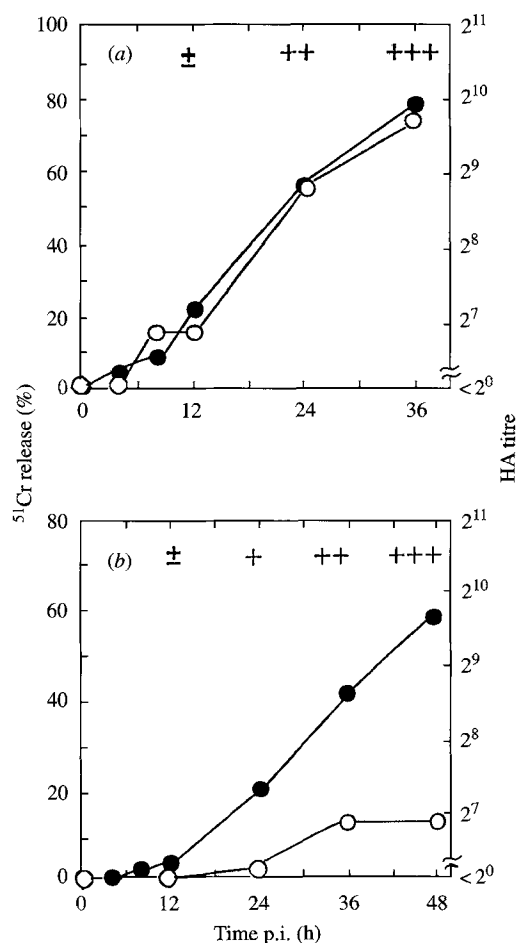 100
80
60
40
20
0
(a)
± ++ +++
2^11
2^10
2^9
2^8
2^7
<2^0
0 12 24 36
^51Cr release (%)
HA titre
80
60
40
20
0
(b)
± + ++ +++
2^11
2^10
2^9
2^8
2^7
<2^0
0 12 24 36 48
Time p.i. (h)